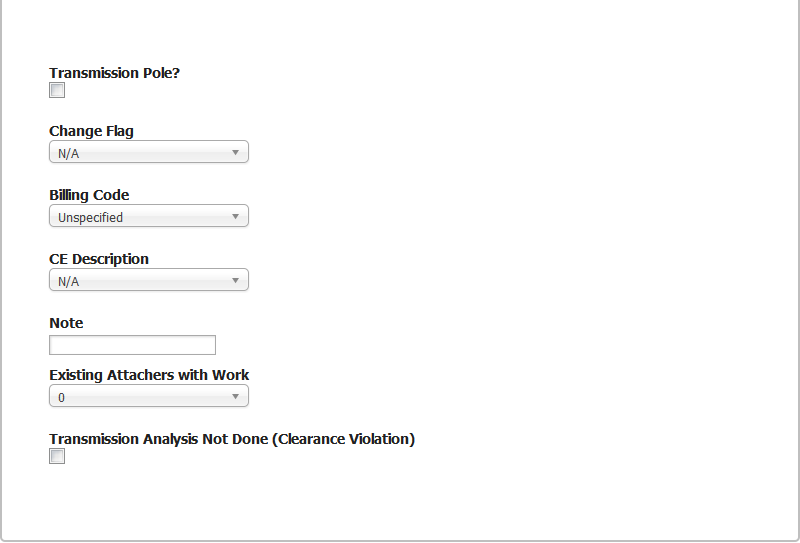 Transmission Pole?
Change Flag
N/A
Billing Code
Unspecified
CE Description
N/A
Note
Existing Attachers with Work
0
Transmission Analysis Not Done (Clearance Violation)